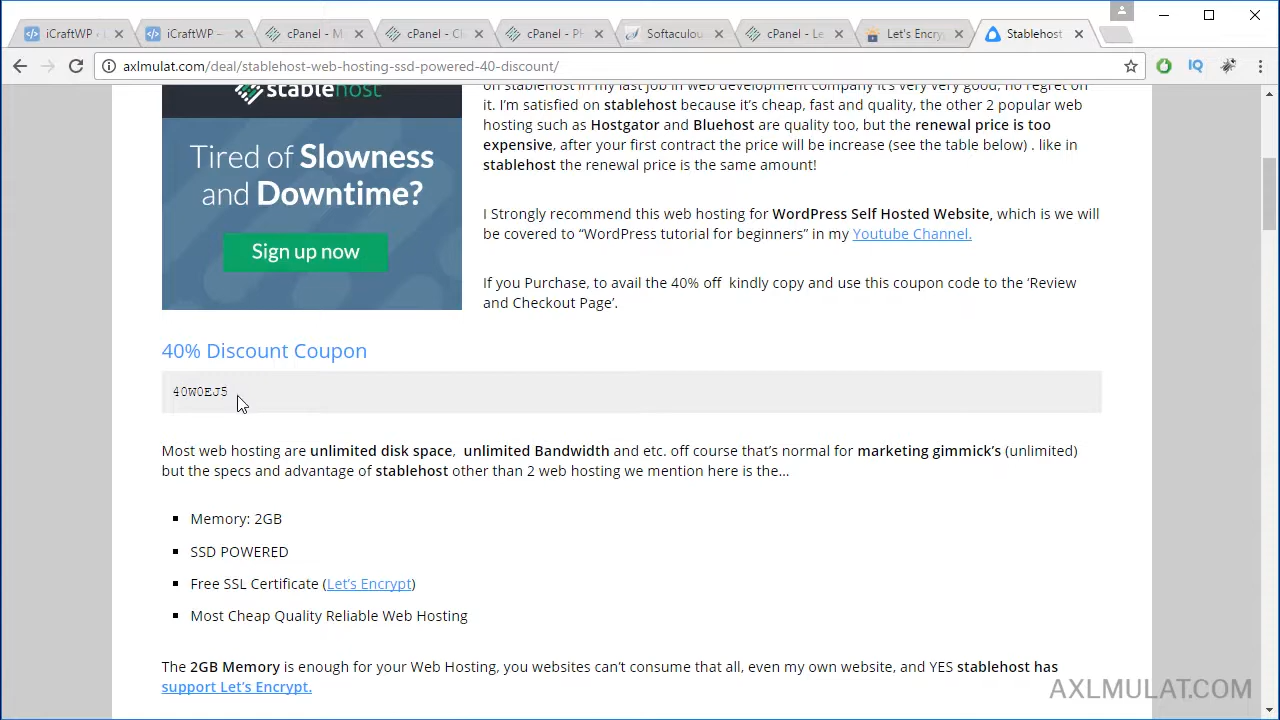 iCraftWP
iCraftWP –
cPanel - M
cPanel - Cl
cPanel - PH
Softaculou
cPanel - Le
Let's Encry
Stablehost
axlmulat.com/deal/stablehost-web-hosting-ssd-powered-40-discount/
IQ
stablehost
Tired of Slowness
and Downtime?
Sign up now
on stablehost in my last job in web development company it's very very good, no regret on
it. I'm satisfied on stablehost because it's cheap, fast and quality, the other 2 popular web
hosting such as Hostgator and Bluehost are quality too, but the renewal price is too
expensive, after your first contract the price will be increase (see the table below) . like in
stablehost the renewal price is the same amount!
I Strongly recommend this web hosting for WordPress Self Hosted Website, which is we will
be covered to “WordPress tutorial for beginners” in my Youtube Channel.
If you Purchase, to avail the 40% off kindly copy and use this coupon code to the ‘Review
and Checkout Page’.
40% Discount Coupon
40W0EJ5
Most web hosting are unlimited disk space, unlimited Bandwidth and etc. off course that's normal for marketing gimmick's (unlimited)
but the specs and advantage of stablehost other than 2 web hosting we mention here is the...
Memory: 2GB
SSD POWERED
Free SSL Certificate (Let's Encrypt)
Most Cheap Quality Reliable Web Hosting
The 2GB Memory is enough for your Web Hosting, you websites can't consume that all, even my own website, and YES stablehost has
support Let's Encrypt.
AXLMULAT.COM